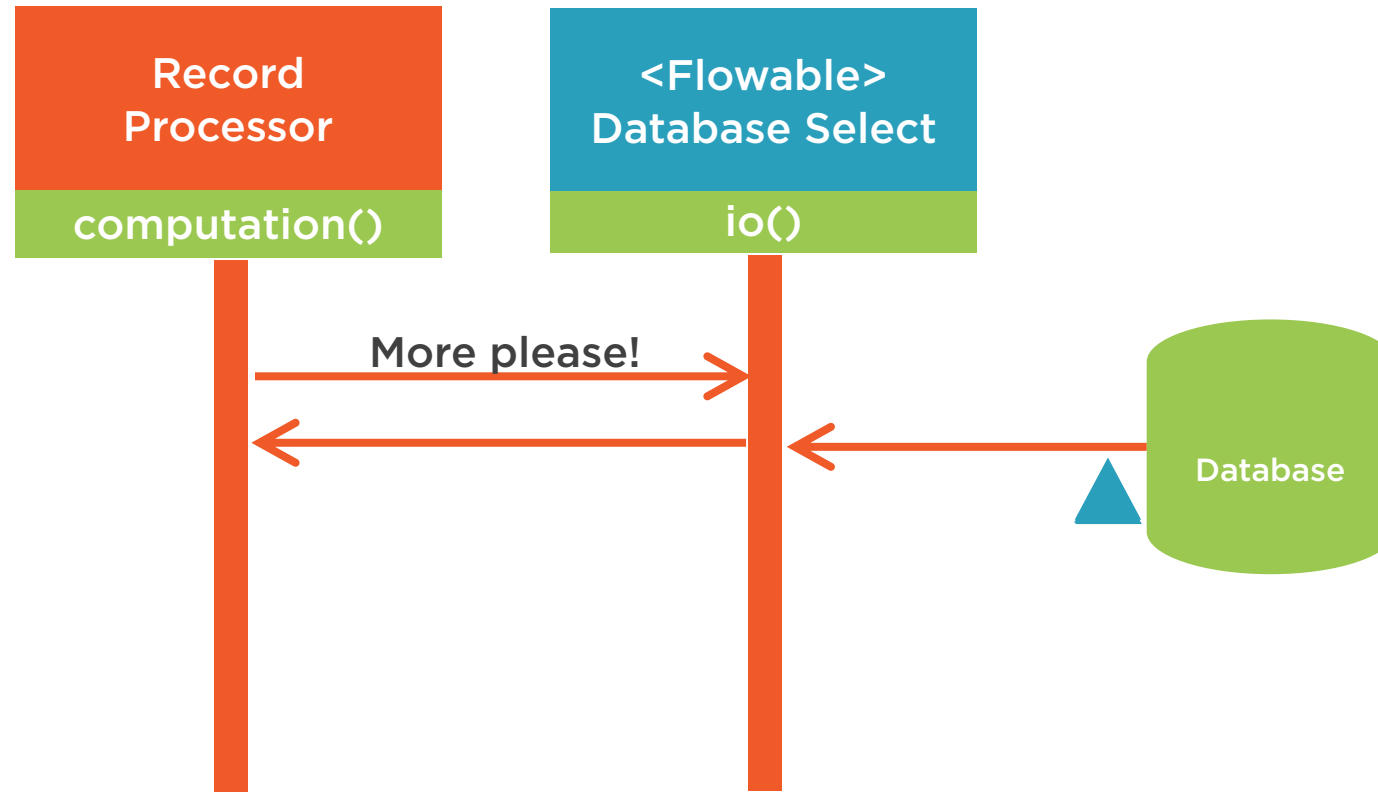 Record
Processor
computation()
<Flowable>
Database Select
io()
More please!
Database